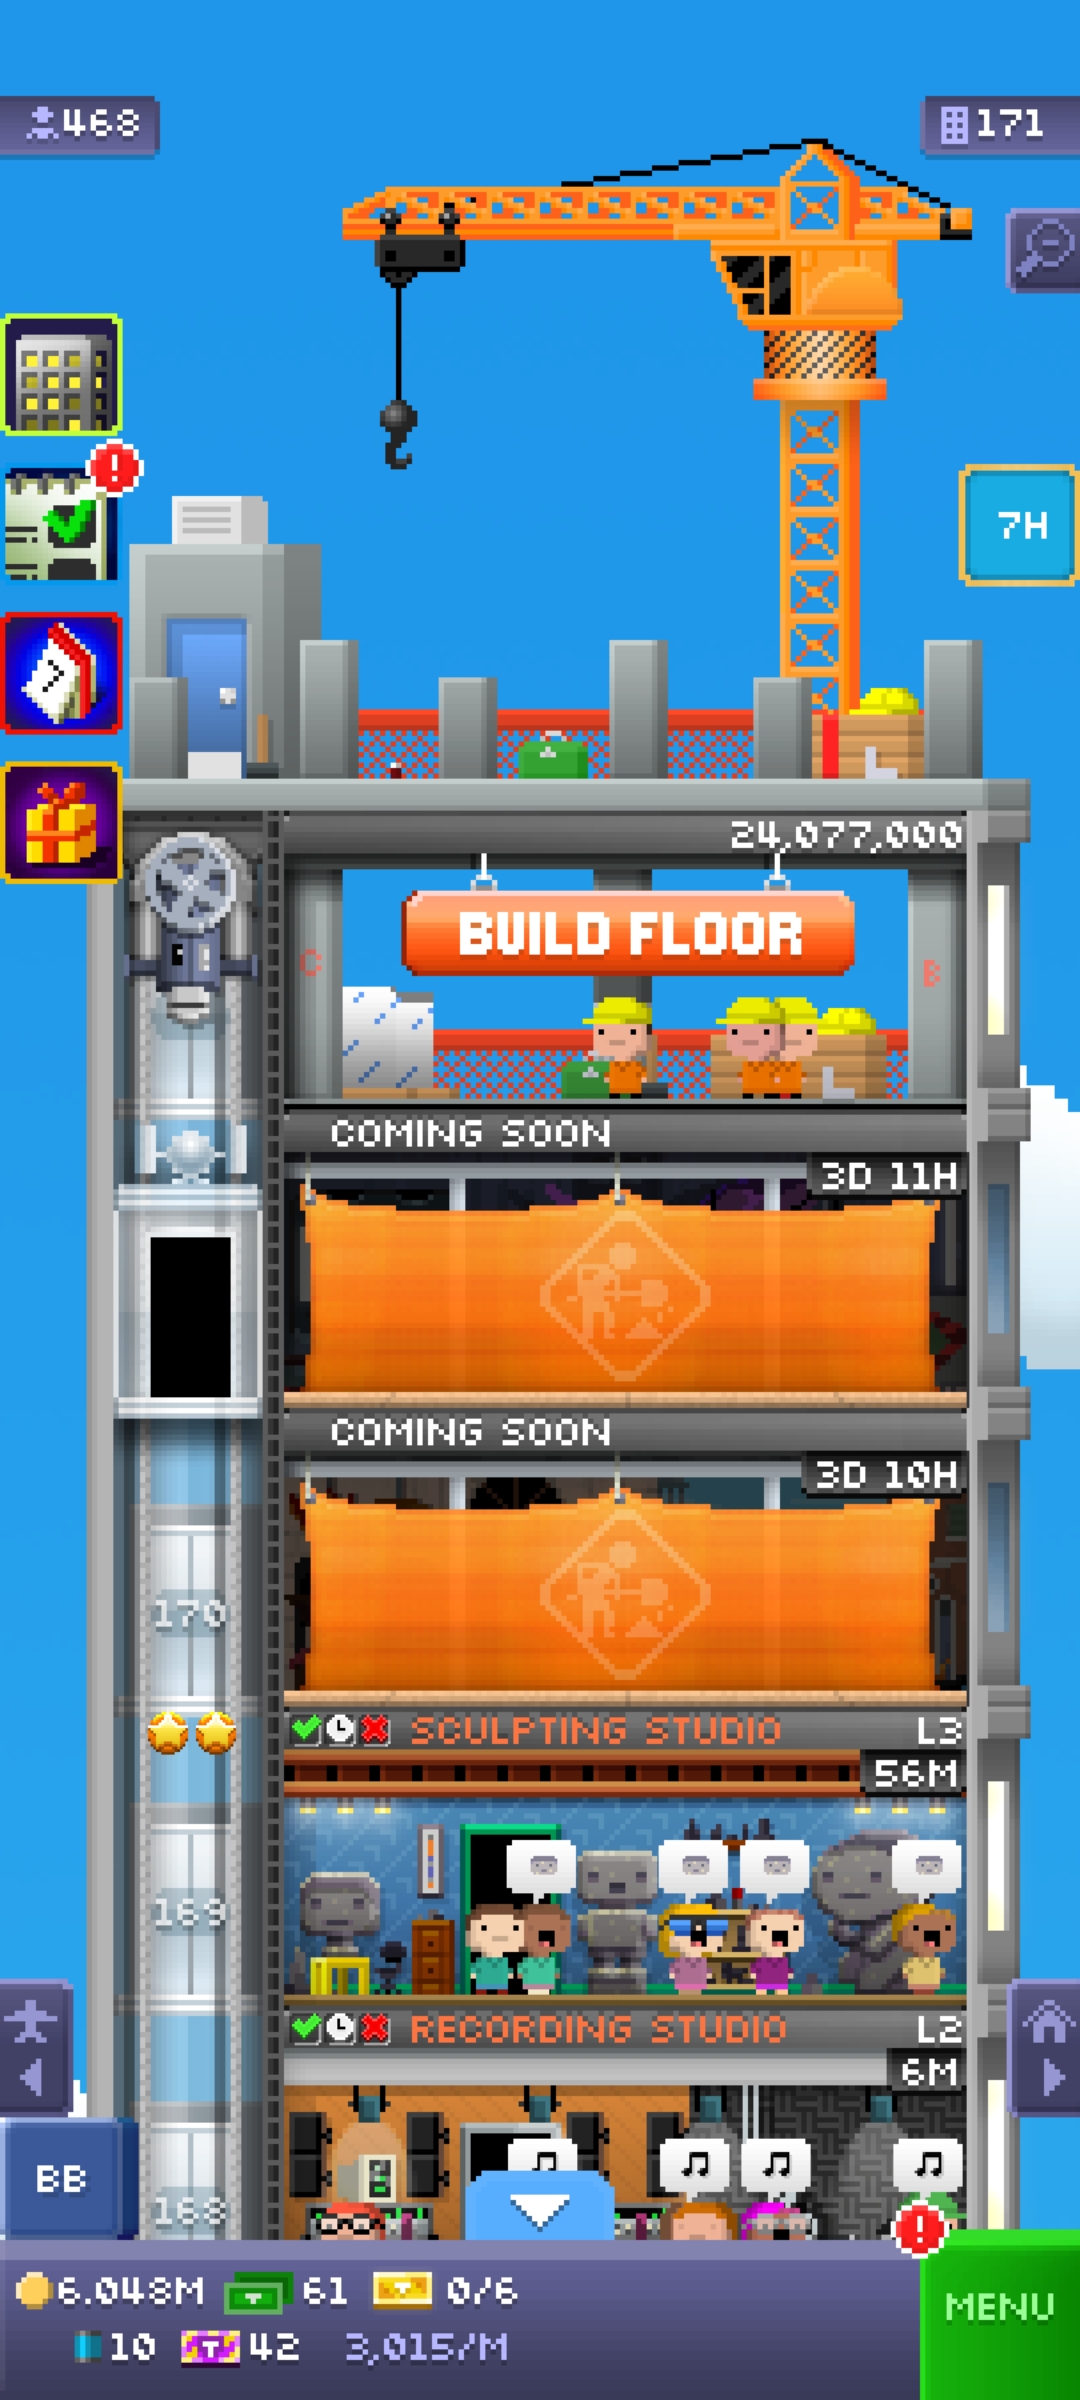 468
171
7H
24,077,000
BUILD FLOOR
C
B
COMING SOON
3D 11H
COMING SOON
3D 10H
170
SCULPTING STUDIO L3
56M
169
RECORDING STUDIO L2
6M
BB
168
6.048M 61 0/6
MENU
10 T 42 3,015/M